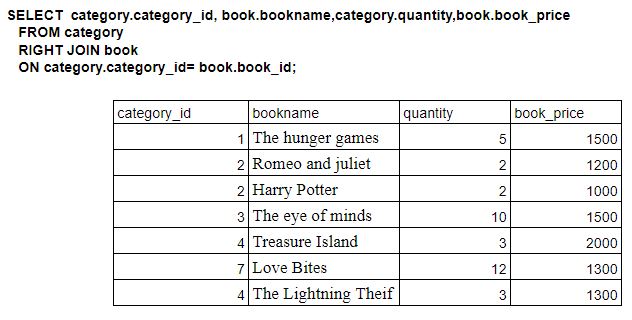 SELECT category.category_id, book.bookname,category.quantity,book.book_price
FROM category
RIGHT JOIN book
ON category.category_id= book.book_id;
category_id bookname quantity book_price
1 The hunger games 5 1500
2 Romeo and juliet 2 1200
2 Harry Potter 2 1000
3 The eye of minds 10 1500
4 Treasure Island 3 2000
7 Love Bites 12 1300
4 The Lightning Theif 3 1300